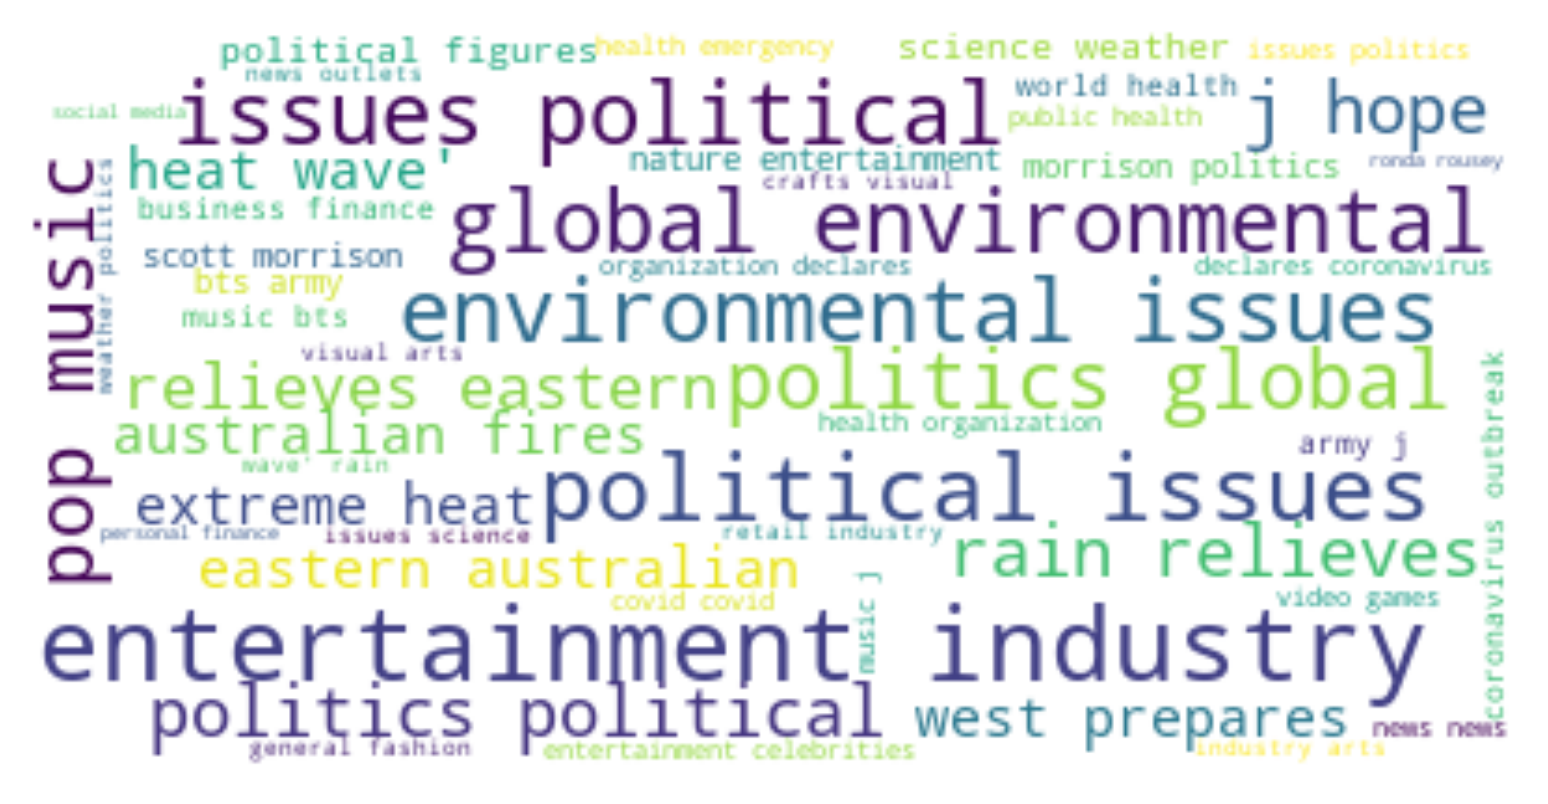 political figures
health emergency
science weather
issues politics
news outlets
social media
issues political
world health
j hope
public health
heat wave'
nature entertainment
morrison politics
ronda rousey
crafts visual
business finance
global environmental
pop music
weather politics
scott morrison
organization declares
declares coronavirus
bts army
environmental issues
music bts
visual arts
relieves eastern
politics global
australian fires
health organization
army j
coronavirus outbreak
wave' rain
extreme heat
political issues
personal finance
issues science
retail industry
rain relieves
eastern australian
covid covid
music j
video games
entertainment industry
politics political
west prepares
news news
general fashion
entertainment celebrities
industry arts